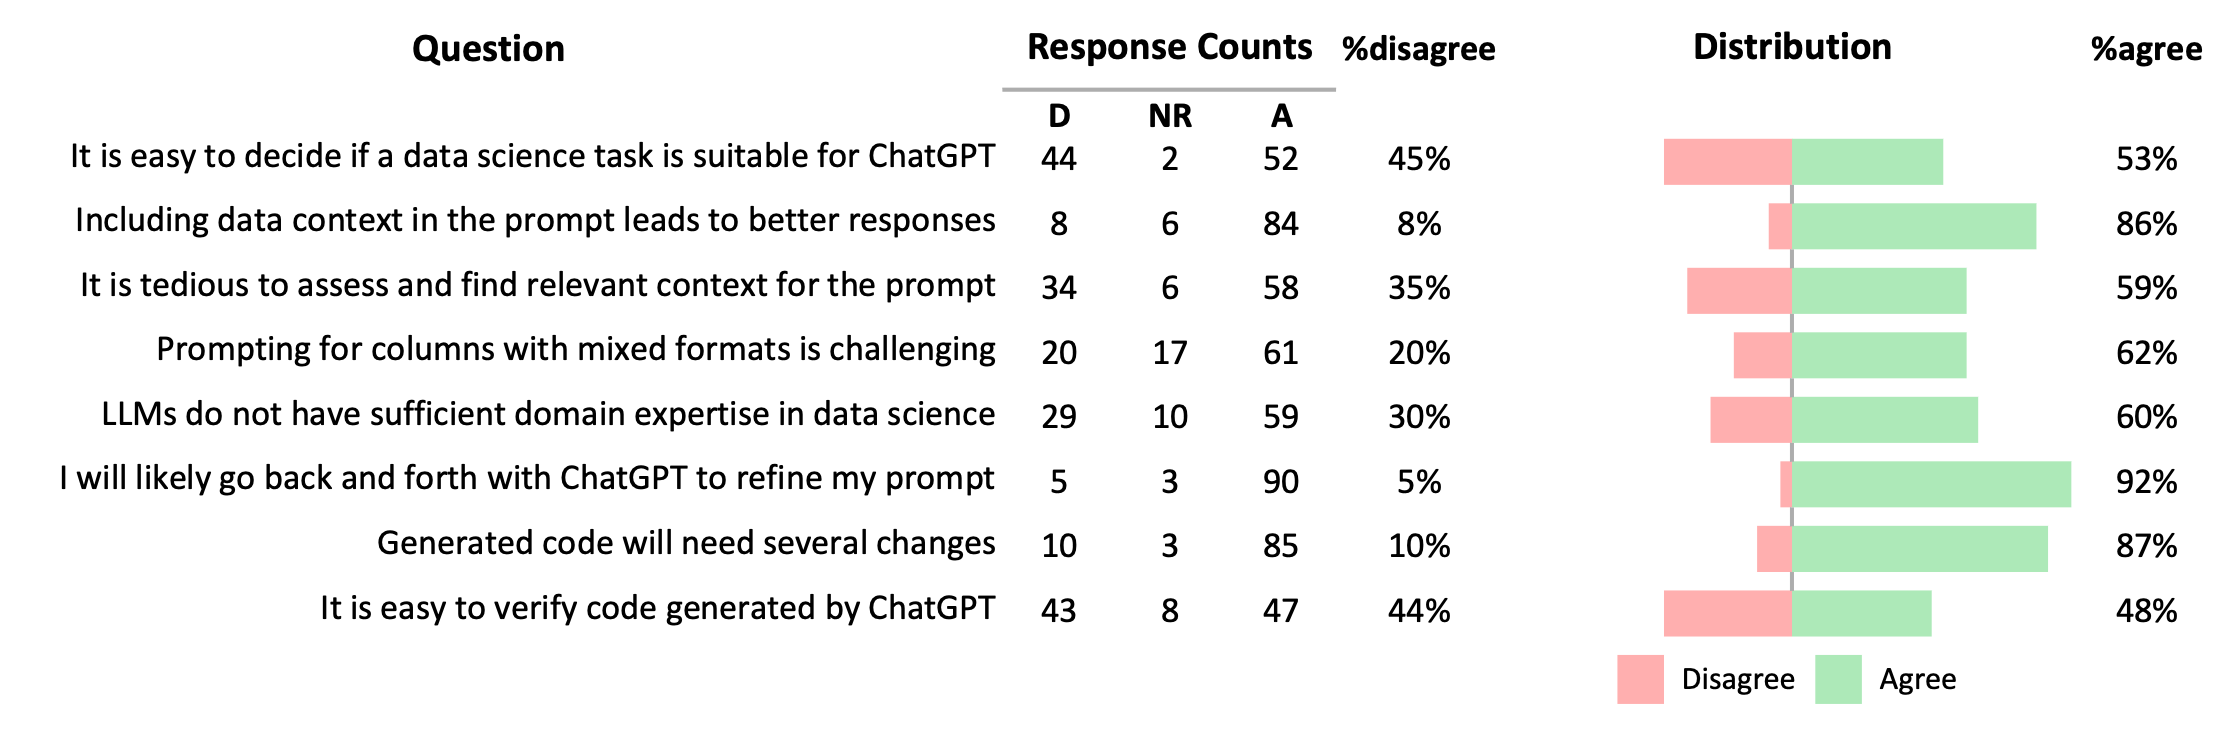 Question Response Counts %disagree Distribution %agree
D NR A
It is easy to decide if a data science task is suitable for ChatGPT 44 2 52 45% 53%
Including data context in the prompt leads to better responses 8 6 84 8% 86%
It is tedious to assess and find relevant context for the prompt 34 6 58 35% 59%
Prompting for columns with mixed formats is challenging 20 17 61 20% 62%
LLMs do not have sufficient domain expertise in data science 29 10 59 30% 60%
I will likely go back and forth with ChatGPT to refine my prompt 5 3 90 5% 92%
Generated code will need several changes 10 3 85 10% 87%
It is easy to verify code generated by ChatGPT 43 8 47 44% 48%
Disagree Agree